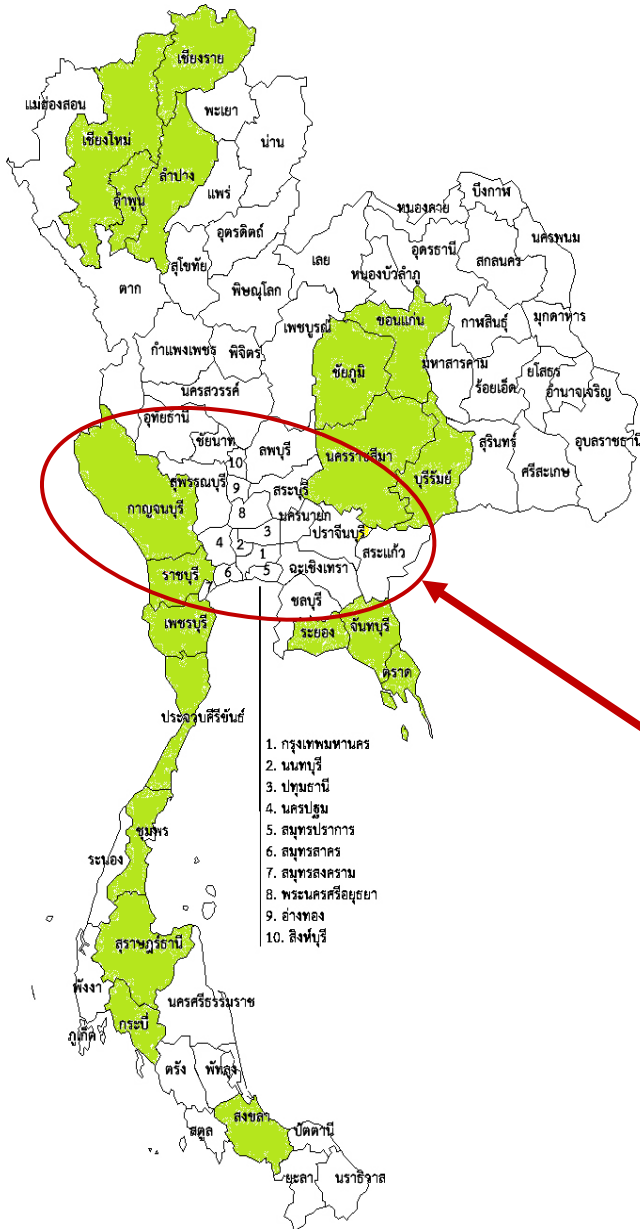 เชียงราย
แม่ฮ่องสอน
พะเยา
เชียงใหม่
น่าน
ลำปาง
ลำพูน
แพร่
บึงกาฬ
หนองคาย
อุตรดิตถ์
นครพนม
อุดรธานี
สุโขทัย
เลย
สกลนคร
หนองบัวลำภู
ตาก
พิษณุโลก
เพชบูรณ์
ขอนแก่น
กาฬสินธุ์
มุกดาหาร
กำแพงเพชร
พิจิตร
ชัยภูมิ
มหาสารคาม
ยโสธร
ร้อยเอ็ด
อำนาจเจริญ
นครสวรรค์
อุทัยธานี
ชัยนาท
ลพบุรี
นครราชสีมา
สุรินทร์
อุบลราชธานี
10
สุพรรณบุรี
สระบุรี
บุรีรัมย์
ศรีสะเกษ
9
กาญจนบุรี
8
นครนายก
ปราจีนบุรี
3
สระแก้ว
4
2
1
ราชบุรี
6
5
ฉะเชิงเทรา
7
ชลบุรี
เพชรบุรี
ระยอง
จันทบุรี
ตราด
ประจวบคีรีขันธ์
1. กรุงเทพมหานคร
2. นนทบุรี
3. ปทุมธานี
4. นครปฐม
5. สมุทรปราการ
6. สมุทรสาคร
7. สมุทรสงคราม
8. พระนครศรีอยุธยา
9. อ่างทอง
10. สิงห์บุรี
ชุมพร
ระนอง
สุราษฎร์ธานี
พังงา
นครศรีธรรมราช
กระบี่
ภูเก็ต
ตรัง
พัทลุง
สงขลา
สตูล
ปัตตานี
ยะลา
นราธิวาส